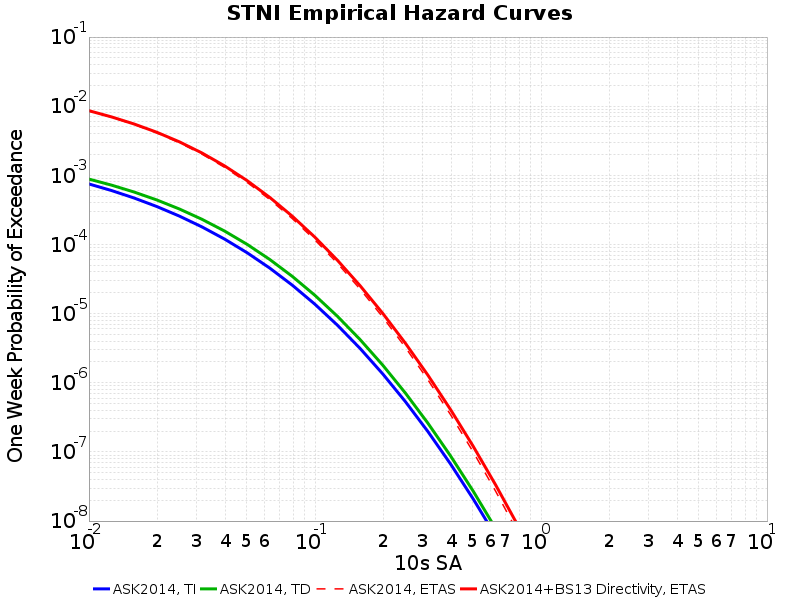 STNI Empirical Hazard Curves
One Week Probability of Exceedance
10^-1
10^-2
10^-3
10^-4
10^-5
10^-6
10^-7
10^-8
10^-2 2 3 4 5 6 10^-1 2 3 4 5 6 7 10^0 2 3 4 5 6 7 10^1
10s SA
ASK2014, TI ASK2014, TD ASK2014, ETAS ASK2014+BS13 Directivity, ETAS